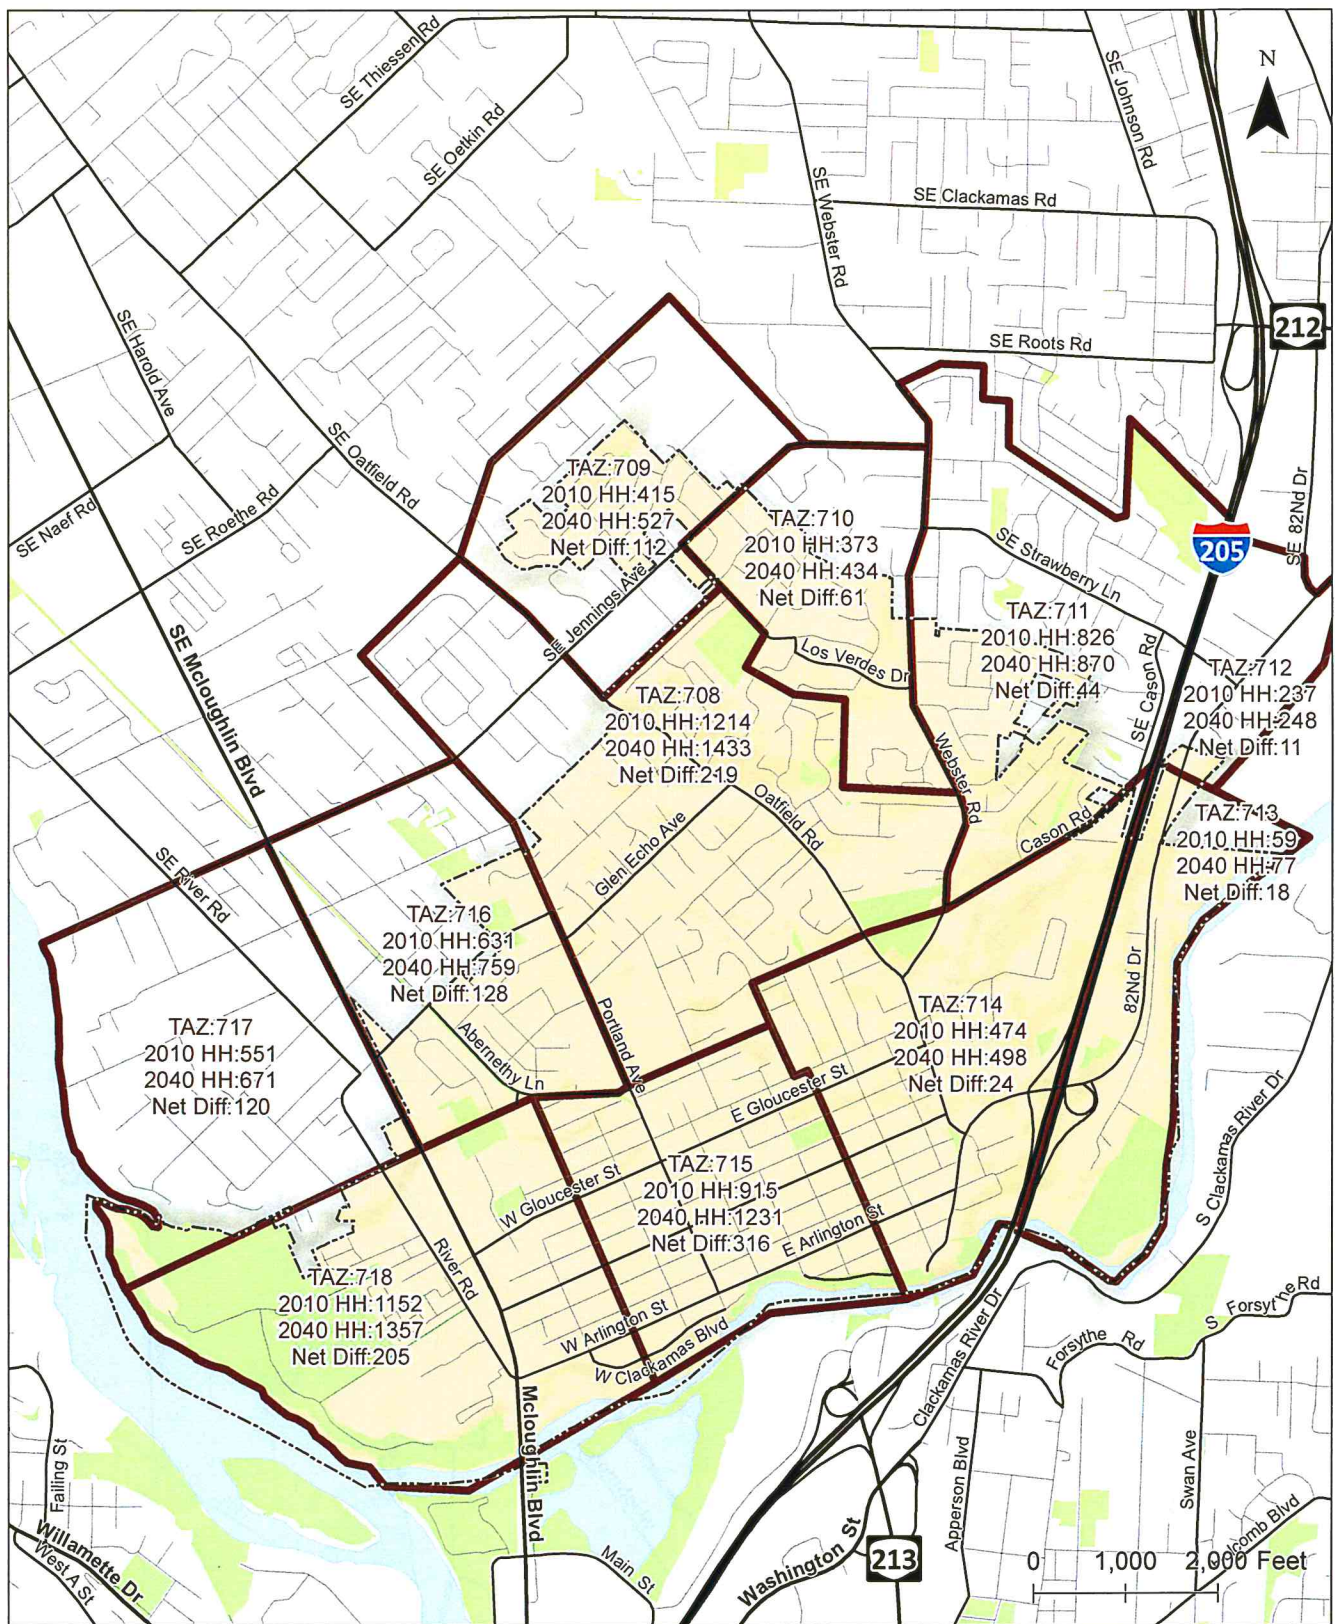 SE Thiessen Rd
SE Oetkin Rd
SE Johnson Rd
N
SE Webster Rd
SE Clackamas Rd
212
SE Roots Rd
SE Harold Ave
SE Oatfield Rd
SE Naef Rd
SE Roethe Rd
TAZ:709
2010 HH:415
2040 HH:527
Net Diff:112
TAZ:710
2010 HH:373
2040 HH:434
Net Diff:61
SE 82Nd Dr
205
SE Strawberry Ln
SE Jennings Ave
TAZ:711
2010 HH:826
2040 HH:870
Net Diff:44
Los Verdes Dr
SE Cason Rd
TAZ:712
2010 HH:237
2040 HH:248
Net Diff:11
SE Mcloughlin Blvd
TAZ:708
2010 HH:1214
2040 HH:1433
Net Diff:219
Webster Rd
Oatfield Rd
Glen Echo Ave
Cason Rd
TAZ:713
2010 HH:59
2040 HH:77
Net Diff:18
SE River Rd
TAZ:716
2010 HH:631
2040 HH:759
Net Diff:128
82Nd Dr
TAZ:717
2010 HH:551
2040 HH:671
Net Diff:120
Abernethy Ln
Portland Ave
TAZ:714
2010 HH:474
2040 HH:498
Net Diff:24
E Gloucester St
S Clackamas River Dr
W Gloucester St
TAZ:715
2010 HH:915
2040 HH:1231
Net Diff:316
E Arlington St
River Rd
TAZ:718
2010 HH:1152
2040 HH:1357
Net Diff:205
W Arlington St
W Clackamas Blvd
Clackamas River Dr
Forsythe Rd
S Forsythe Rd
Mcloughlin Blvd
Failing St
Apperson Blvd
Swan Ave
Willamette Dr
West A St
Main St
Washington St
213
0 1,000 2,000 Feet